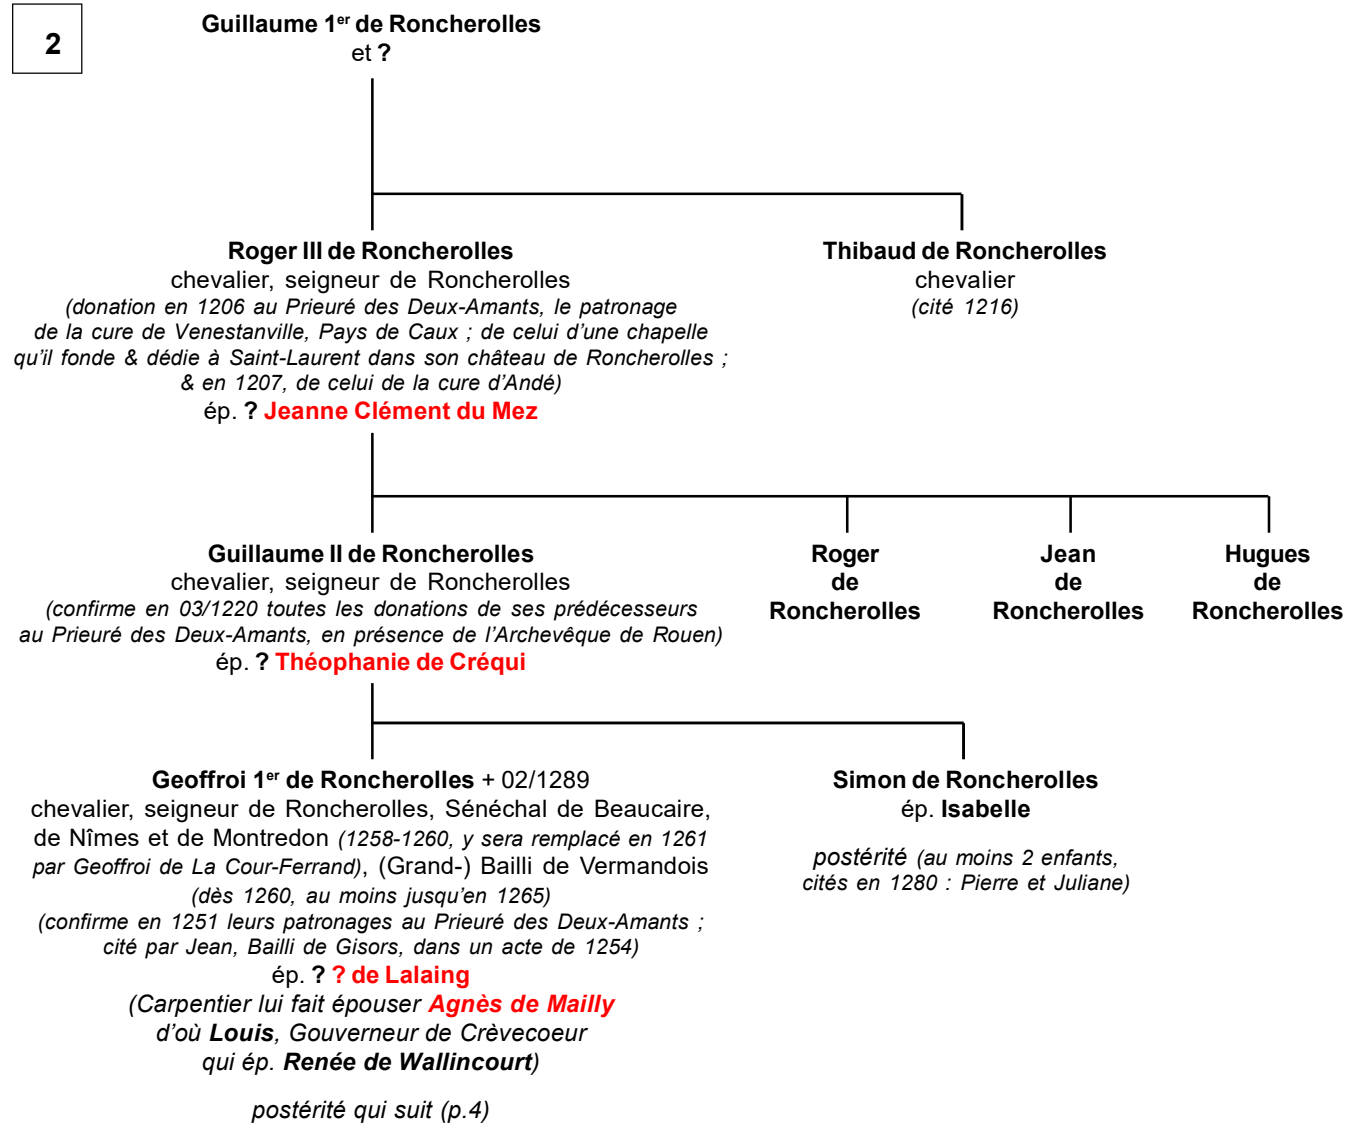 2
Guillaume 1er de Roncherolles
et ?
Roger III de Roncherolles
chevalier, seigneur de Roncherolles
(donation en 1206 au Prieuré des Deux-Amants, le patronage
de la cure de Venestanville, Pays de Caux ; de celui d'une chapelle
qu'il fonde & dédie à Saint-Laurent dans son château de Roncherolles ;
& en 1207, de celui de la cure d'Andé)
ép. ? Jeanne Clément du Mez
Thibaud de Roncherolles
chevalier
(cité 1216)
Guillaume II de Roncherolles
chevalier, seigneur de Roncherolles
(confirme en 03/1220 toutes les donations de ses prédécesseurs
au Prieuré des Deux-Amants, en présence de l'Archevêque de Rouen)
ép. ? Théophanie de Créqui
Roger
de
Roncherolles
Jean
de
Roncherolles
Hugues
de
Roncherolles
Geoffroi 1er de Roncherolles + 02/1289
chevalier, seigneur de Roncherolles, Sénéchal de Beaucaire,
de Nîmes et de Montredon (1258-1260, y sera remplacé en 1261
par Geoffroi de La Cour-Ferrand), (Grand-) Bailli de Vermandois
(dès 1260, au moins jusqu'en 1265)
(confirme en 1251 leurs patronages au Prieuré des Deux-Amants ;
cité par Jean, Bailli de Gisors, dans un acte de 1254)
ép. ? ? de Lalaing
(Carpentier lui fait épouser Agnès de Mailly
d'où Louis, Gouverneur de Crèvecoeur
qui ép. Renée de Wallincourt)
postérité qui suit (p.4)
Simon de Roncherolles
ép. Isabelle
postérité (au moins 2 enfants,
cités en 1280 : Pierre et Juliane)